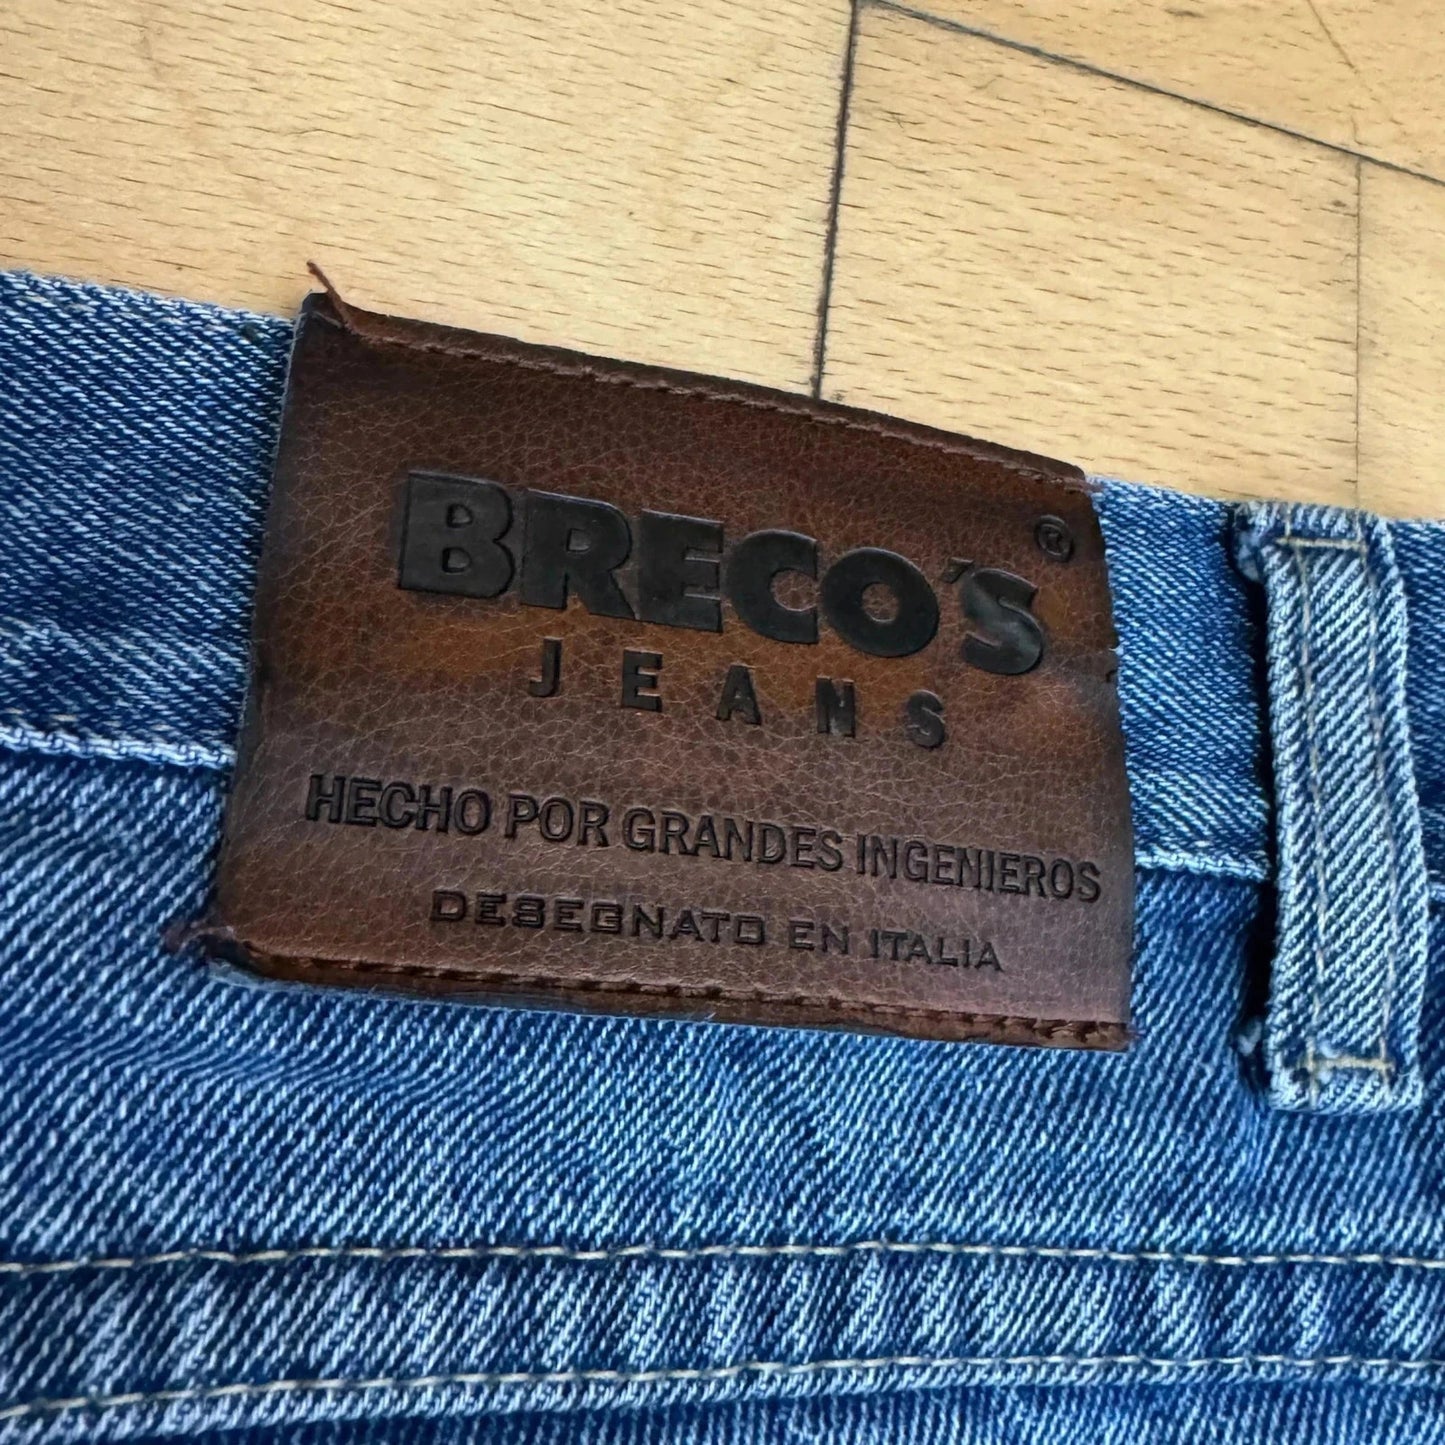 BRECO'S ®
JEANS
HECHO POR GRANDES INGENIEROS
DESEGNATO EN ITALIA